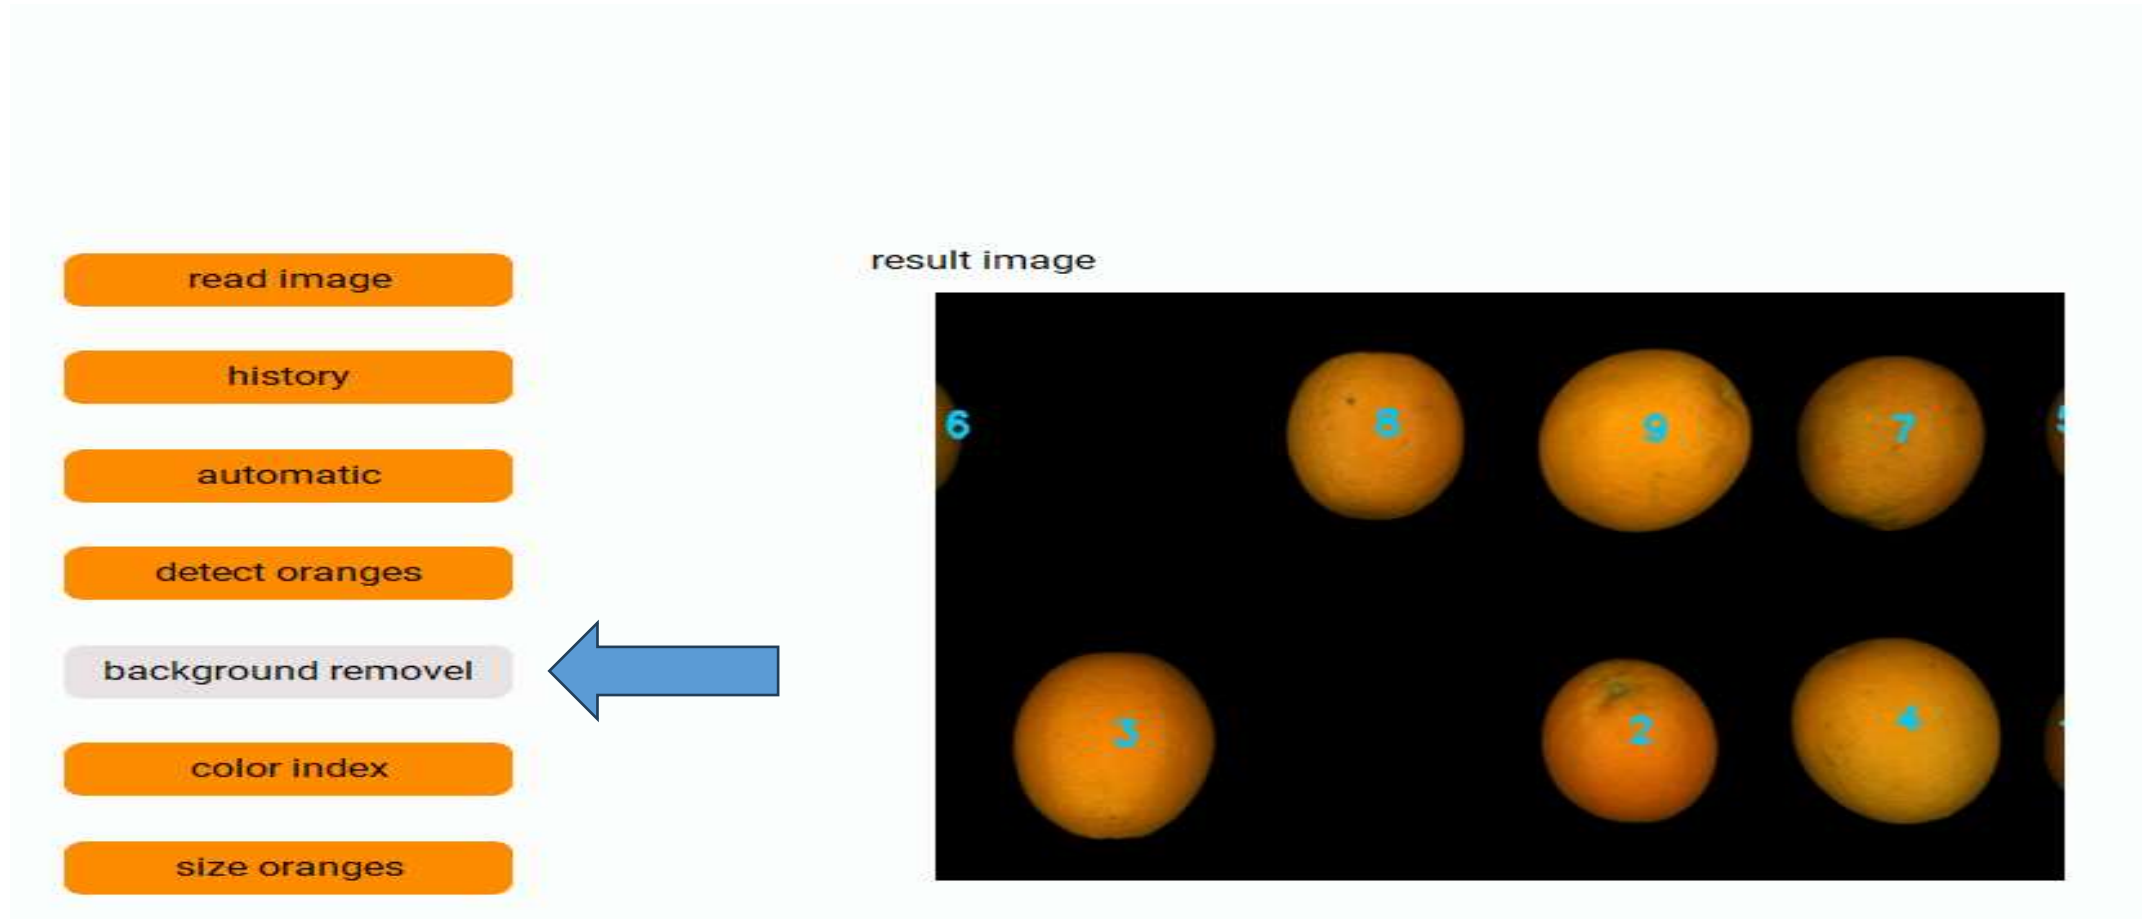 read image
history
automatic
detect oranges
background removel
color index
size oranges
result image
6
8
9
7
3
2
4